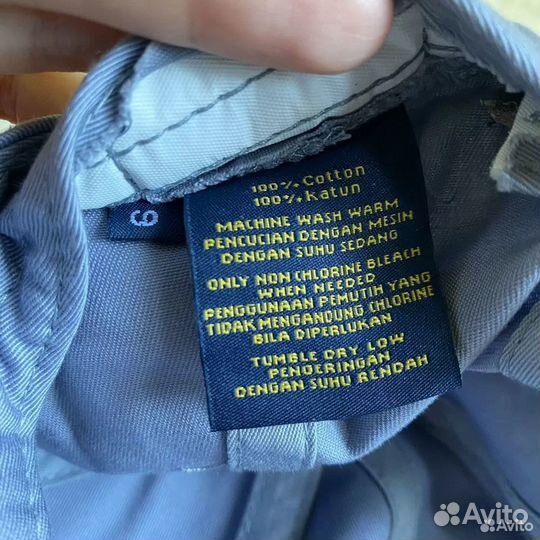 100% Cotton
100% Katun
MACHINE WASH WARM
PENCUCIAN DENGAN MESIN
DENGAN SUHU SEDANG
ONLY NON CHLORINE BLEACH
WHEN NEEDED
PENGGUNAAN PEMUTIH YANG
TIDAK MENGANDUNG CHLORINE
BILA DIPERLUKAN
TUMBLE DRY LOW
PENGERINGAN
DENGAN SUHU RENDAH
6
Avito
Avito